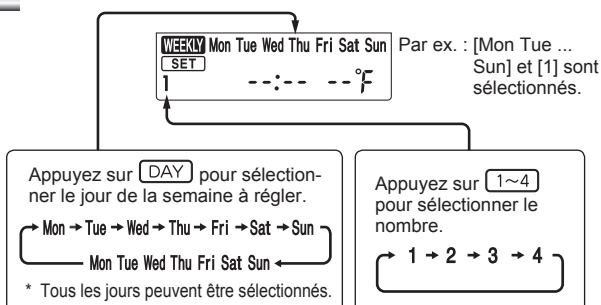 WEEKLY Mon Tue Wed Thu Fri Sat Sun
SET
1 --:-- --°F
Par ex. : [Mon Tue ...
Sun] et [1] sont
sélectionnés.
Appuyez sur DAY pour sélection-
ner le jour de la semaine à régler.
Mon → Tue → Wed → Thu → Fri → Sat → Sun
Mon Tue Wed Thu Fri Sat Sun
* Tous les jours peuvent être sélectionnés.
Appuyez sur 1~4
pour sélectionner le
nombre.
1 → 2 → 3 → 4